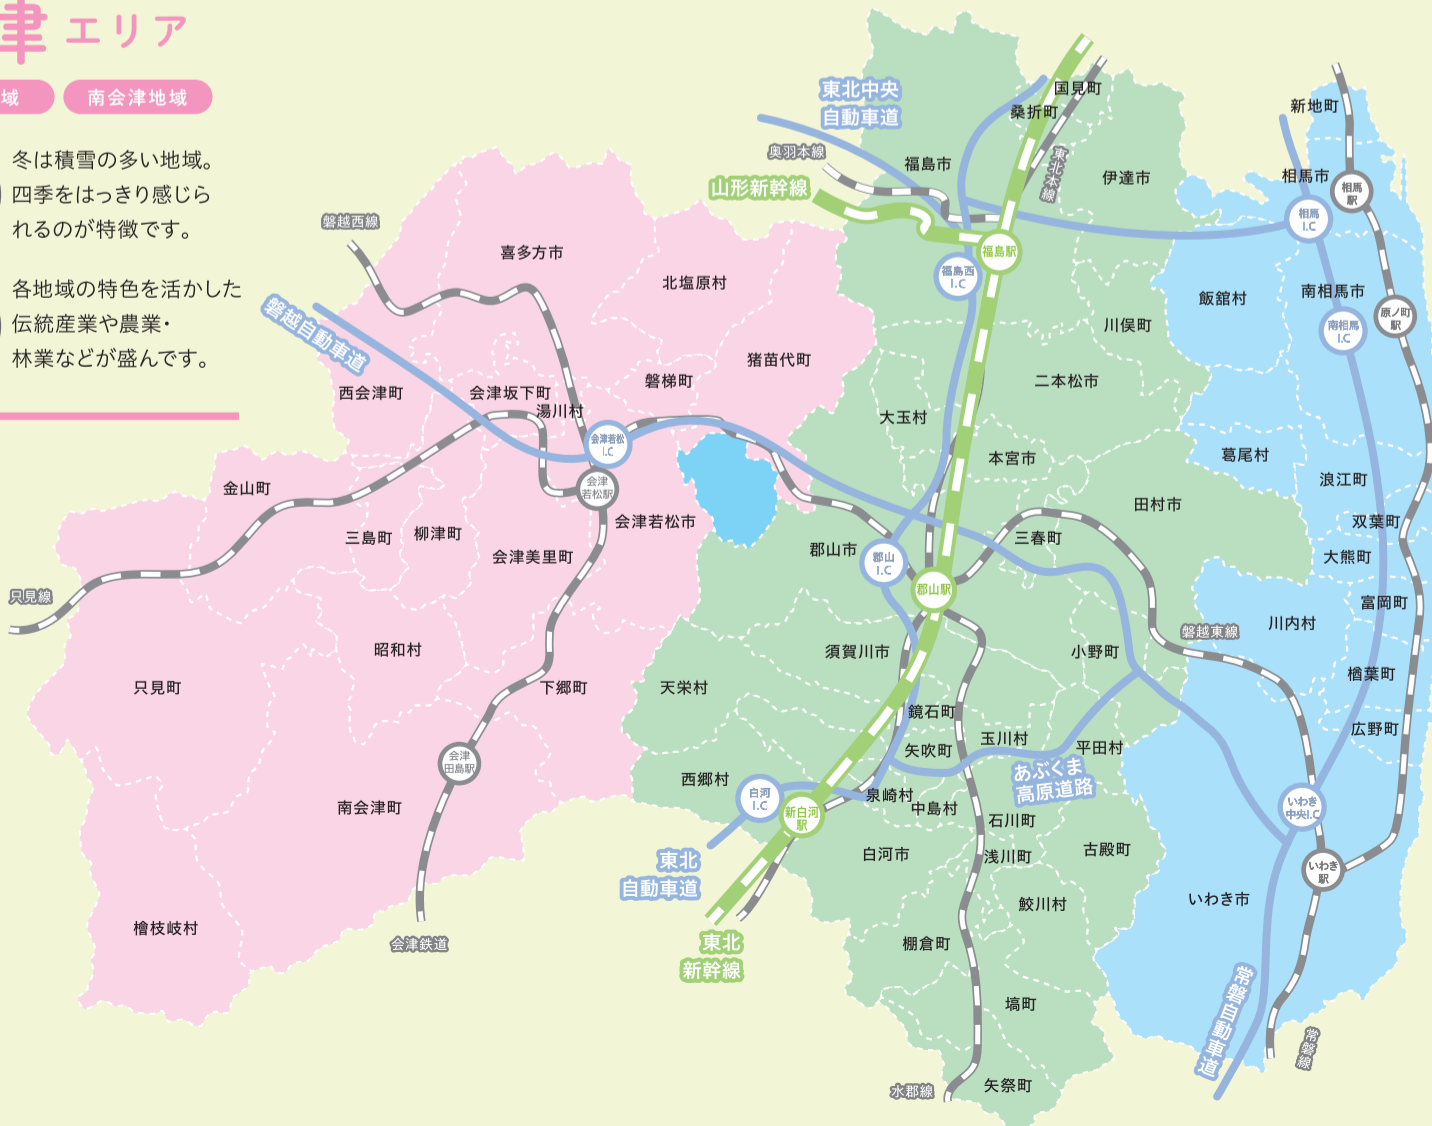 津 エリア
域
南会津地域
冬は積雪の多い地域。
四季をはっきり感じら
れるのが特徴です。
各地域の特色を活かした
伝統産業や農業・
林業などが盛んです。
東北中央
自動車道
奥羽本線
山形新幹線
福島市
国見町
桑折町
東北本線
伊達市
新地町
相馬市
相馬
駅
相馬
I.C
福島駅
福島西
I.C
磐越西線
喜多方市
北塩原村
猪苗代町
磐梯町
磐越自動車道
西会津町
会津坂下町
湯川村
会津若松
I.C
会津
若松駅
会津若松市
飯舘村
南相馬市
南相馬
I.C
原ノ町
駅
川俣町
二本松市
大玉村
本宮市
葛尾村
浪江町
田村市
双葉町
大熊町
三春町
郡山市
郡山
I.C
郡山駅
金山町
三島町
柳津町
会津美里町
只見線
昭和村
只見町
下郷町
会津
田島駅
南会津町
檜枝岐村
会津鉄道
富岡町
川内村
磐越東線
小野町
楢葉町
広野町
須賀川市
天栄村
鏡石町
矢吹町
玉川村
平田村
あぶくま
高原道路
西郷村
白河
I.C
新白河
駅
泉崎村
中島村
石川町
浅川町
古殿町
白河市
東北
自動車道
東北
新幹線
鮫川村
棚倉町
塙町
矢祭町
水郡線
いわき
中央I.C
いわき
駅
いわき市
常磐自動車道
常磐線